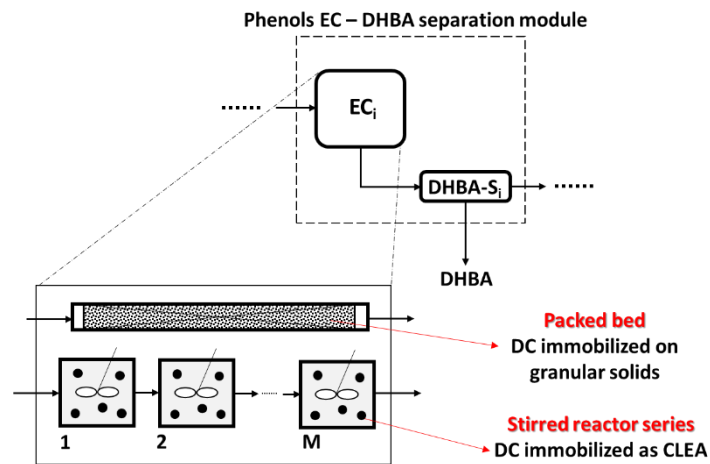 Phenols EC – DHBA separation module
ECi
DHBA-Si
DHBA
Packed bed
DC immobilized on
granular solids
Stirred reactor series
DC immobilized as CLEA
1
2
M